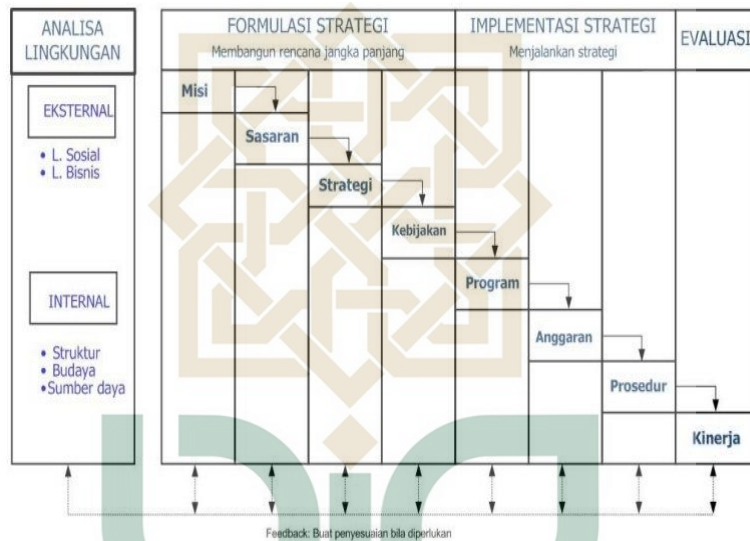 ANALISA
LINGKUNGAN
EKSTERNAL
• L. Sosial
• L. Bisnis
INTERNAL
• Struktur
• Budaya
•Sumber daya
FORMULASI STRATEGI
Membangun rencana jangka panjang
IMPLEMENTASI STRATEGI
Menjalankan strategi
EVALUASI
Misi
Sasaran
Strategi
Kebijakan
Program
Anggaran
Prosedur
Kinerja
Feedback: Buat penyesuaian bila diperlukan